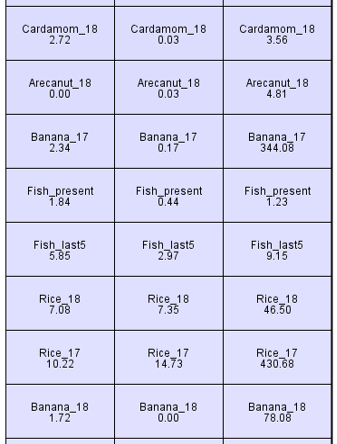 Cardamom_18 Cardamom_18 Cardamom_18
2.72 0.03 3.56
Arecanut_18 Arecanut_18 Arecanut_18
0.00 0.03 4.81
Banana_17 Banana_17 Banana_17
2.34 0.17 344.08
Fish_present Fish_present Fish_present
1.84 0.44 1.23
Fish_last5 Fish_last5 Fish_last5
5.85 2.97 9.15
Rice_18 Rice_18 Rice_18
7.08 7.35 46.50
Rice_17 Rice_17 Rice_17
10.22 14.73 430.68
Banana_18 Banana_18 Banana_18
1.72 0.00 78.08